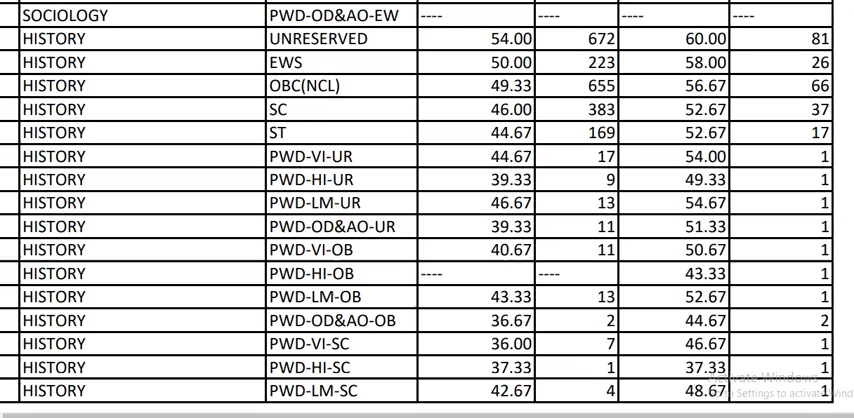 SOCIOLOGY PWD-OD&AO-EW ---- ---- ---- ----
HISTORY UNRESERVED 54.00 672 60.00 81
HISTORY EWS 50.00 223 58.00 26
HISTORY OBC(NCL) 49.33 655 56.67 66
HISTORY SC 46.00 383 52.67 37
HISTORY ST 44.67 169 52.67 17
HISTORY PWD-VI-UR 44.67 17 54.00 1
HISTORY PWD-HI-UR 39.33 9 49.33 1
HISTORY PWD-LM-UR 46.67 13 54.67 1
HISTORY PWD-OD&AO-UR 39.33 11 51.33 1
HISTORY PWD-VI-OB 40.67 11 50.67 1
HISTORY PWD-HI-OB ---- ---- 43.33 1
HISTORY PWD-LM-OB 43.33 13 52.67 1
HISTORY PWD-OD&AO-OB 36.67 2 44.67 2
HISTORY PWD-VI-SC 36.00 7 46.67 1
HISTORY PWD-HI-SC 37.33 1 37.33 1
Activate Windows
HISTORY PWD-LM-SC 42.67 4 48.67 1
to Settings to activate Wind